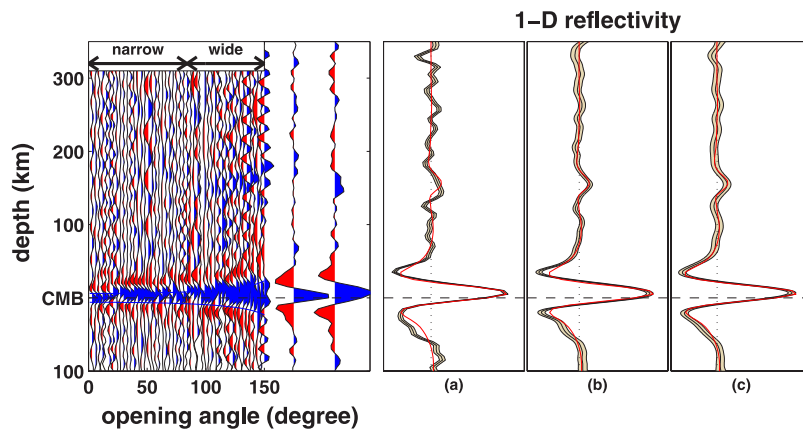 1-D reflectivity
narrow wide
300
200
100
CMB
100
depth (km)
0 50 100 150
opening angle (degree)
(a) (b) (c)